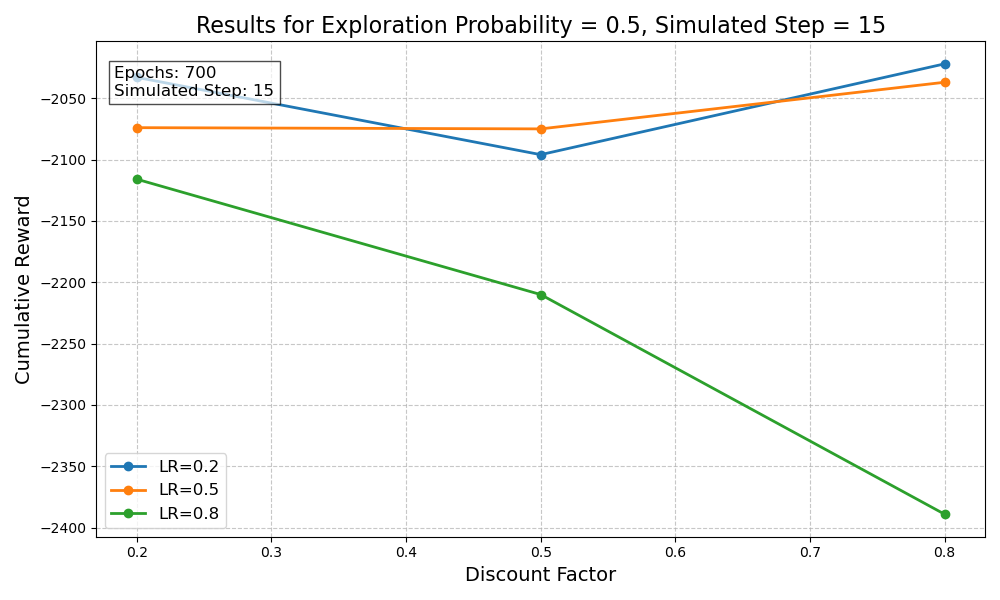 Results for Exploration Probability = 0.5, Simulated Step = 15
Epochs: 700
Simulated Step: 15
Cumulative Reward
−2050
−2100
−2150
−2200
−2250
−2300
−2350
−2400
LR=0.2
LR=0.5
LR=0.8
0.2 0.3 0.4 0.5 0.6 0.7 0.8
Discount Factor